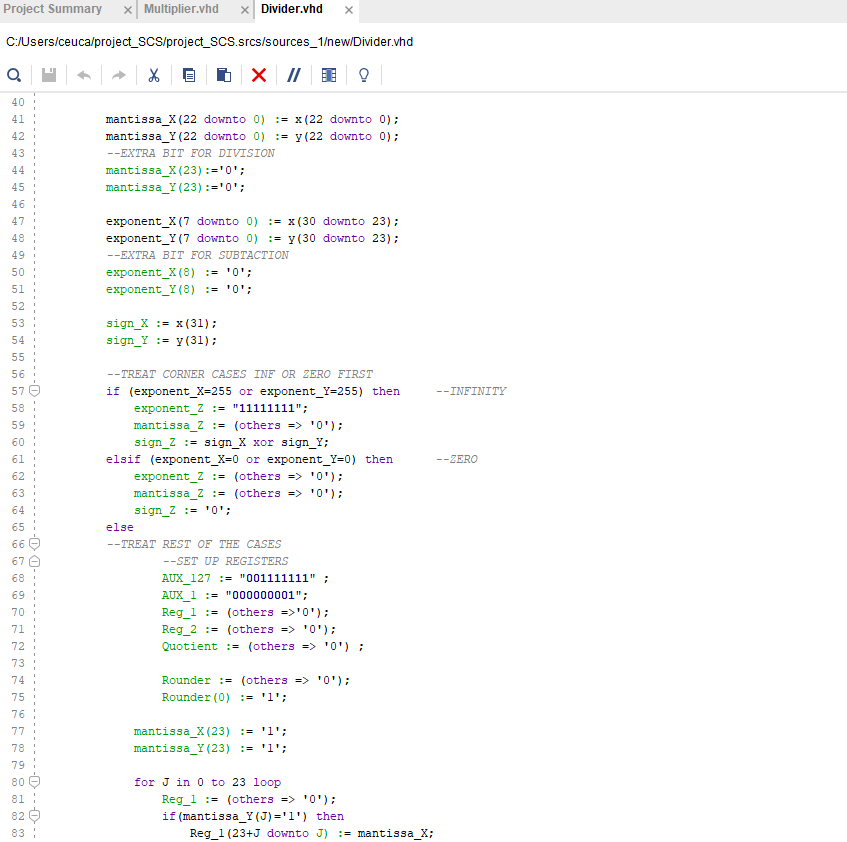 Project Summary × Multiplier.vhd × Divider.vhd ×
C:/Users/ceuca/project_SCS/project_SCS.srcs/sources_1/new/Divider.vhd
40
41 mantissa_X(22 downto 0) := x(22 downto 0);
42 mantissa_Y(22 downto 0) := y(22 downto 0);
43 --EXTRA BIT FOR DIVISION
44 mantissa_X(23):='0';
45 mantissa_Y(23):='0';
46
47 exponent_X(7 downto 0) := x(30 downto 23);
48 exponent_Y(7 downto 0) := y(30 downto 23);
49 --EXTRA BIT FOR SUBTACTION
50 exponent_X(8) := '0';
51 exponent_Y(8) := '0';
52
53 sign_X := x(31);
54 sign_Y := y(31);
55
56 --TREAT CORNER CASES INF OR ZERO FIRST
57 if (exponent_X=255 or exponent_Y=255) then --INFINITY
58 exponent_Z := "11111111";
59 mantissa_Z := (others => '0');
60 sign_Z := sign_X xor sign_Y;
61 elsif (exponent_X=0 or exponent_Y=0) then --ZERO
62 exponent_Z := (others => '0');
63 mantissa_Z := (others => '0');
64 sign_Z := '0';
65 else
66 --TREAT REST OF THE CASES
67 --SET UP REGISTERS
68 AUX_127 := "001111111" ;
69 AUX_1 := "000000001";
70 Reg_1 := (others =>'0');
71 Reg_2 := (others => '0');
72 Quotient := (others => '0') ;
73
74 Rounder := (others => '0');
75 Rounder(0) := '1';
76
77 mantissa_X(23) := '1';
78 mantissa_Y(23) := '1';
79
80 for J in 0 to 23 loop
81 Reg_1 := (others => '0');
82 if(mantissa_Y(J)='1') then
83 Reg_1(23+J downto J) := mantissa_X;